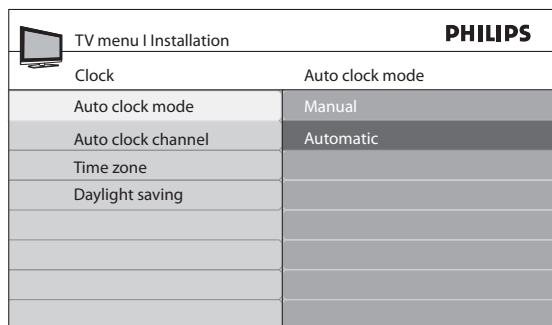 TV menu I Installation
PHILIPS
Clock
Auto clock mode
Auto clock mode
Manual
Auto clock channel
Automatic
Time zone
Daylight saving